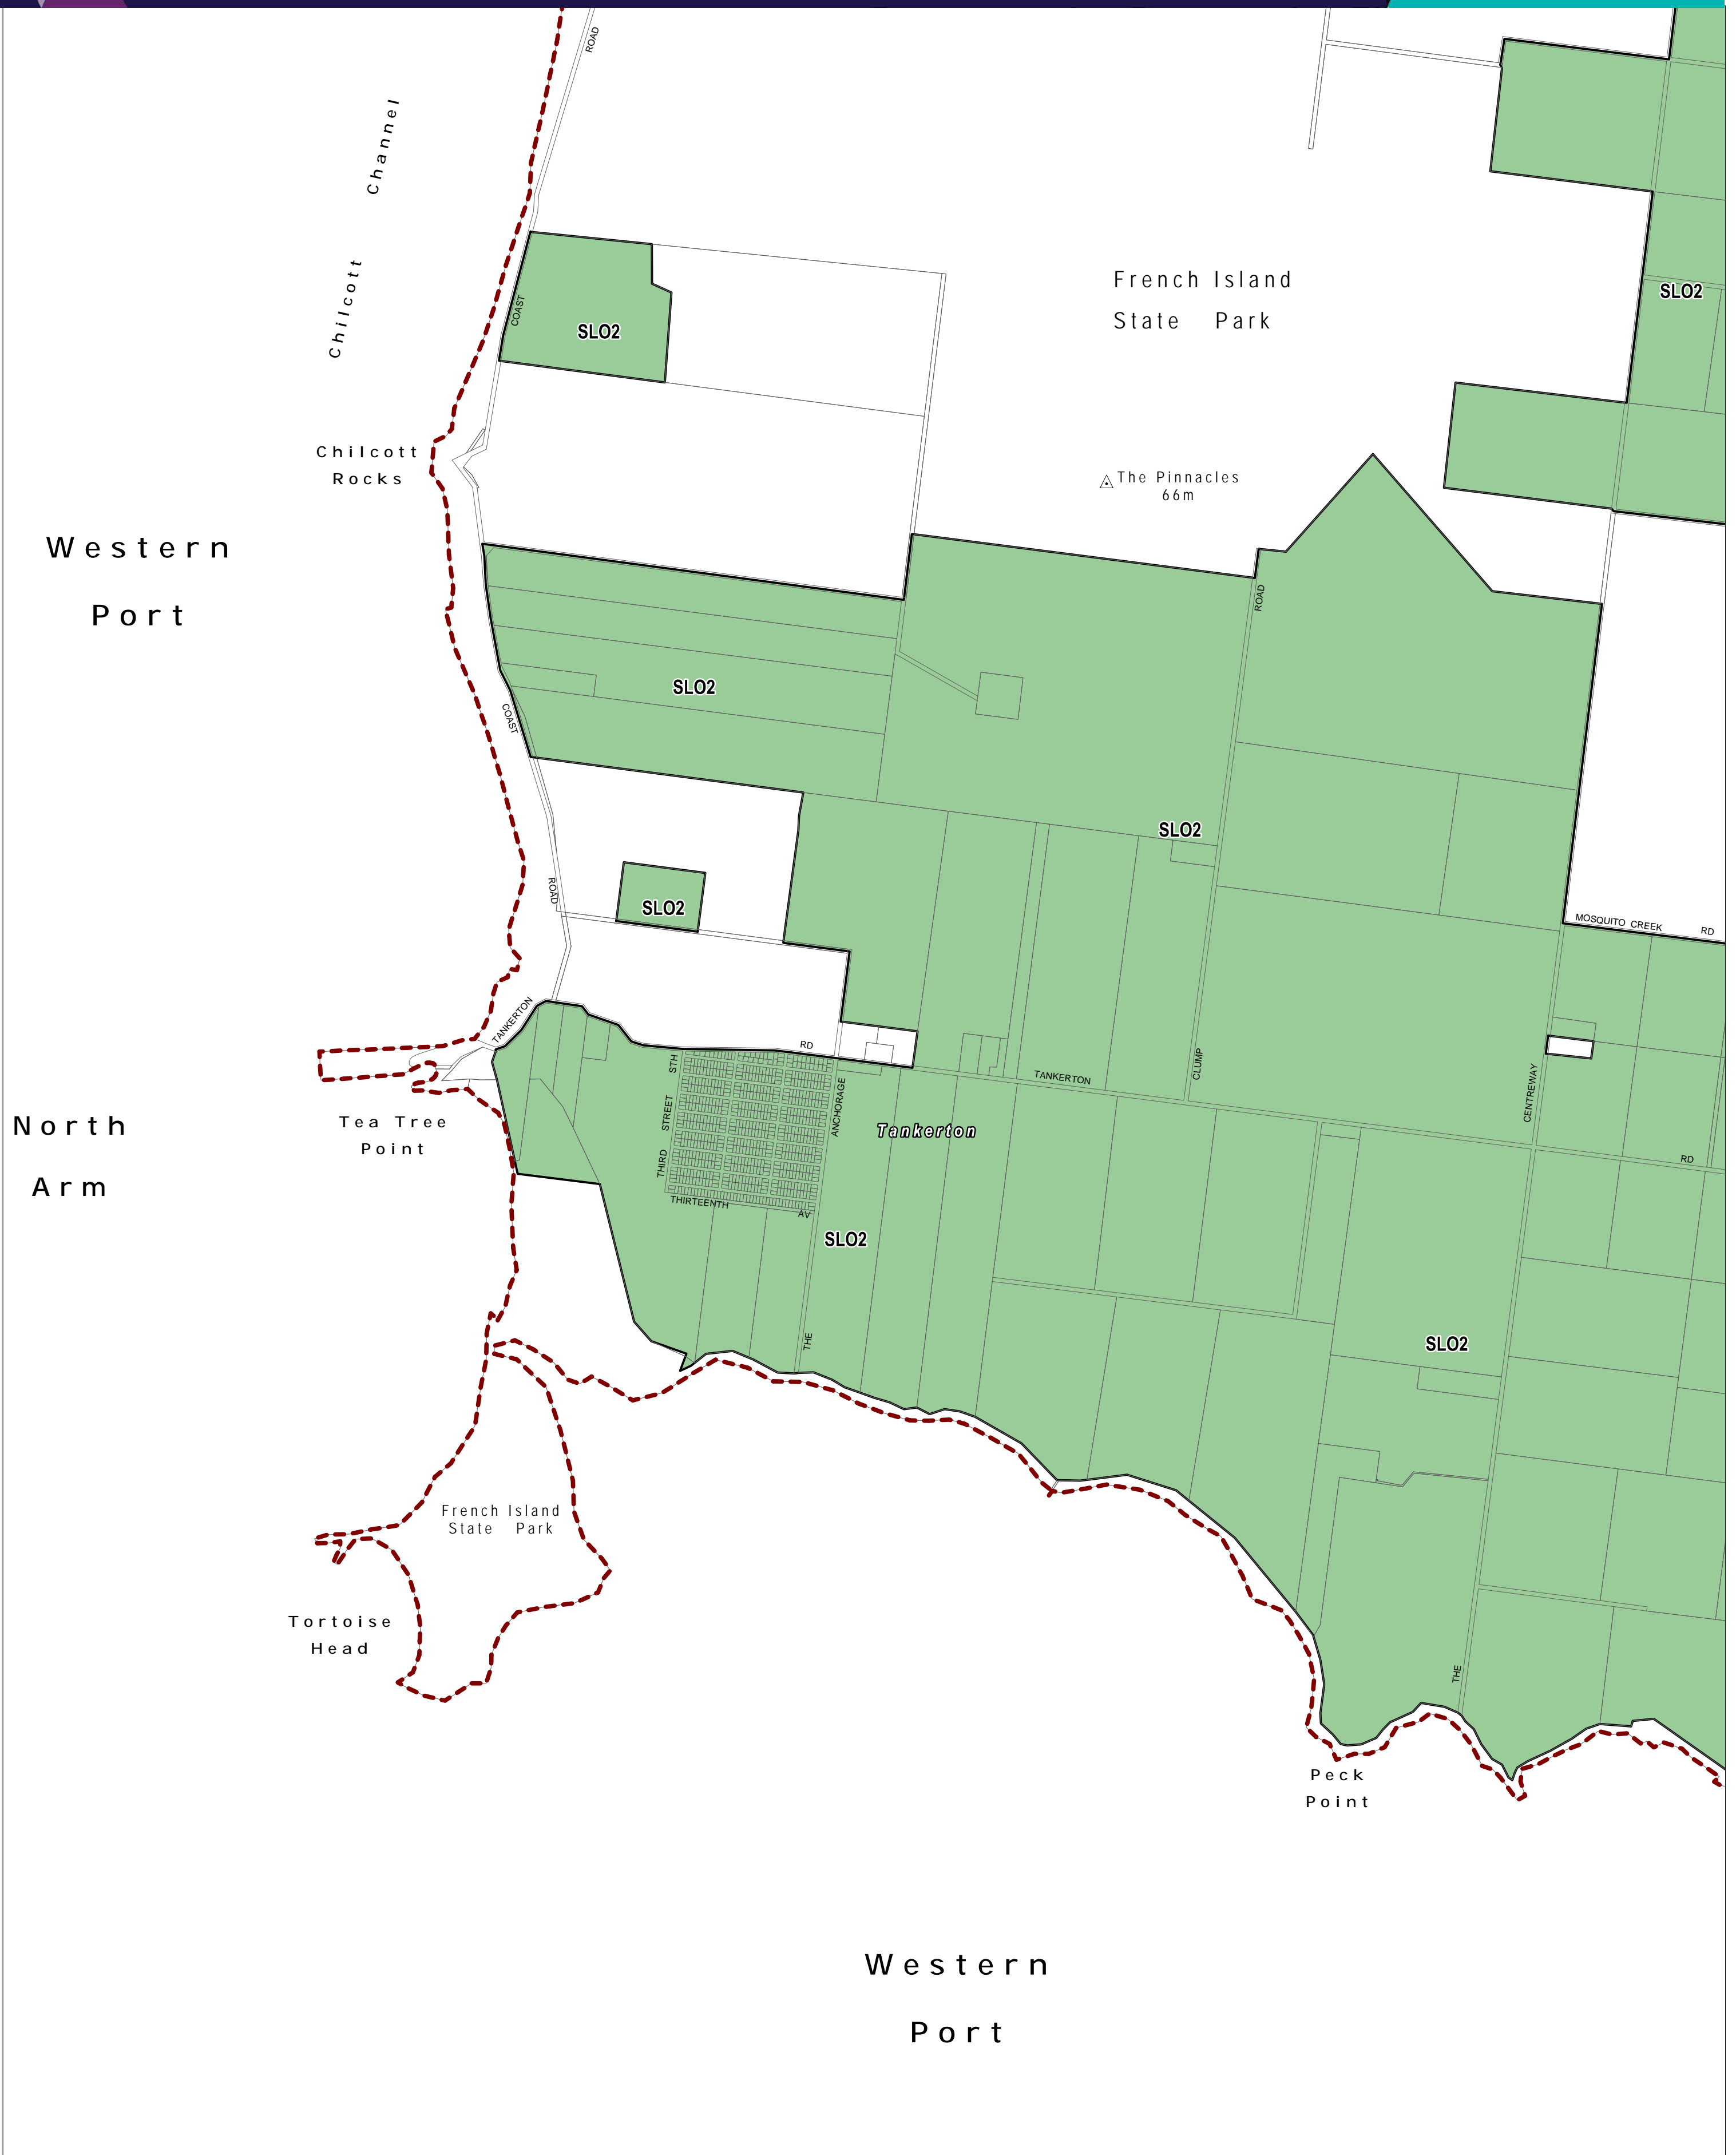 ROAD
Channel
Chilcott
French Island
State Park
SLO2
COAST
SLO2
Chilcott
Rocks
The Pinnacles
66m
Western
Port
ROAD
SLO2
COAST
SLO2
ROAD
SLO2
MOSQUITO CREEK RD
TANKERTON
RD
STH
CLUMP
TANKERTON
CENTREWAY
ANCHORAGE
STREET
North
Arm
Tea Tree
Point
Tankerton
THIRD
RD
THIRTEENTH
AV
SLO2
THE
SLO2
French Island
State Park
Tortoise
Head
THE
Peck
Point
Western
Port